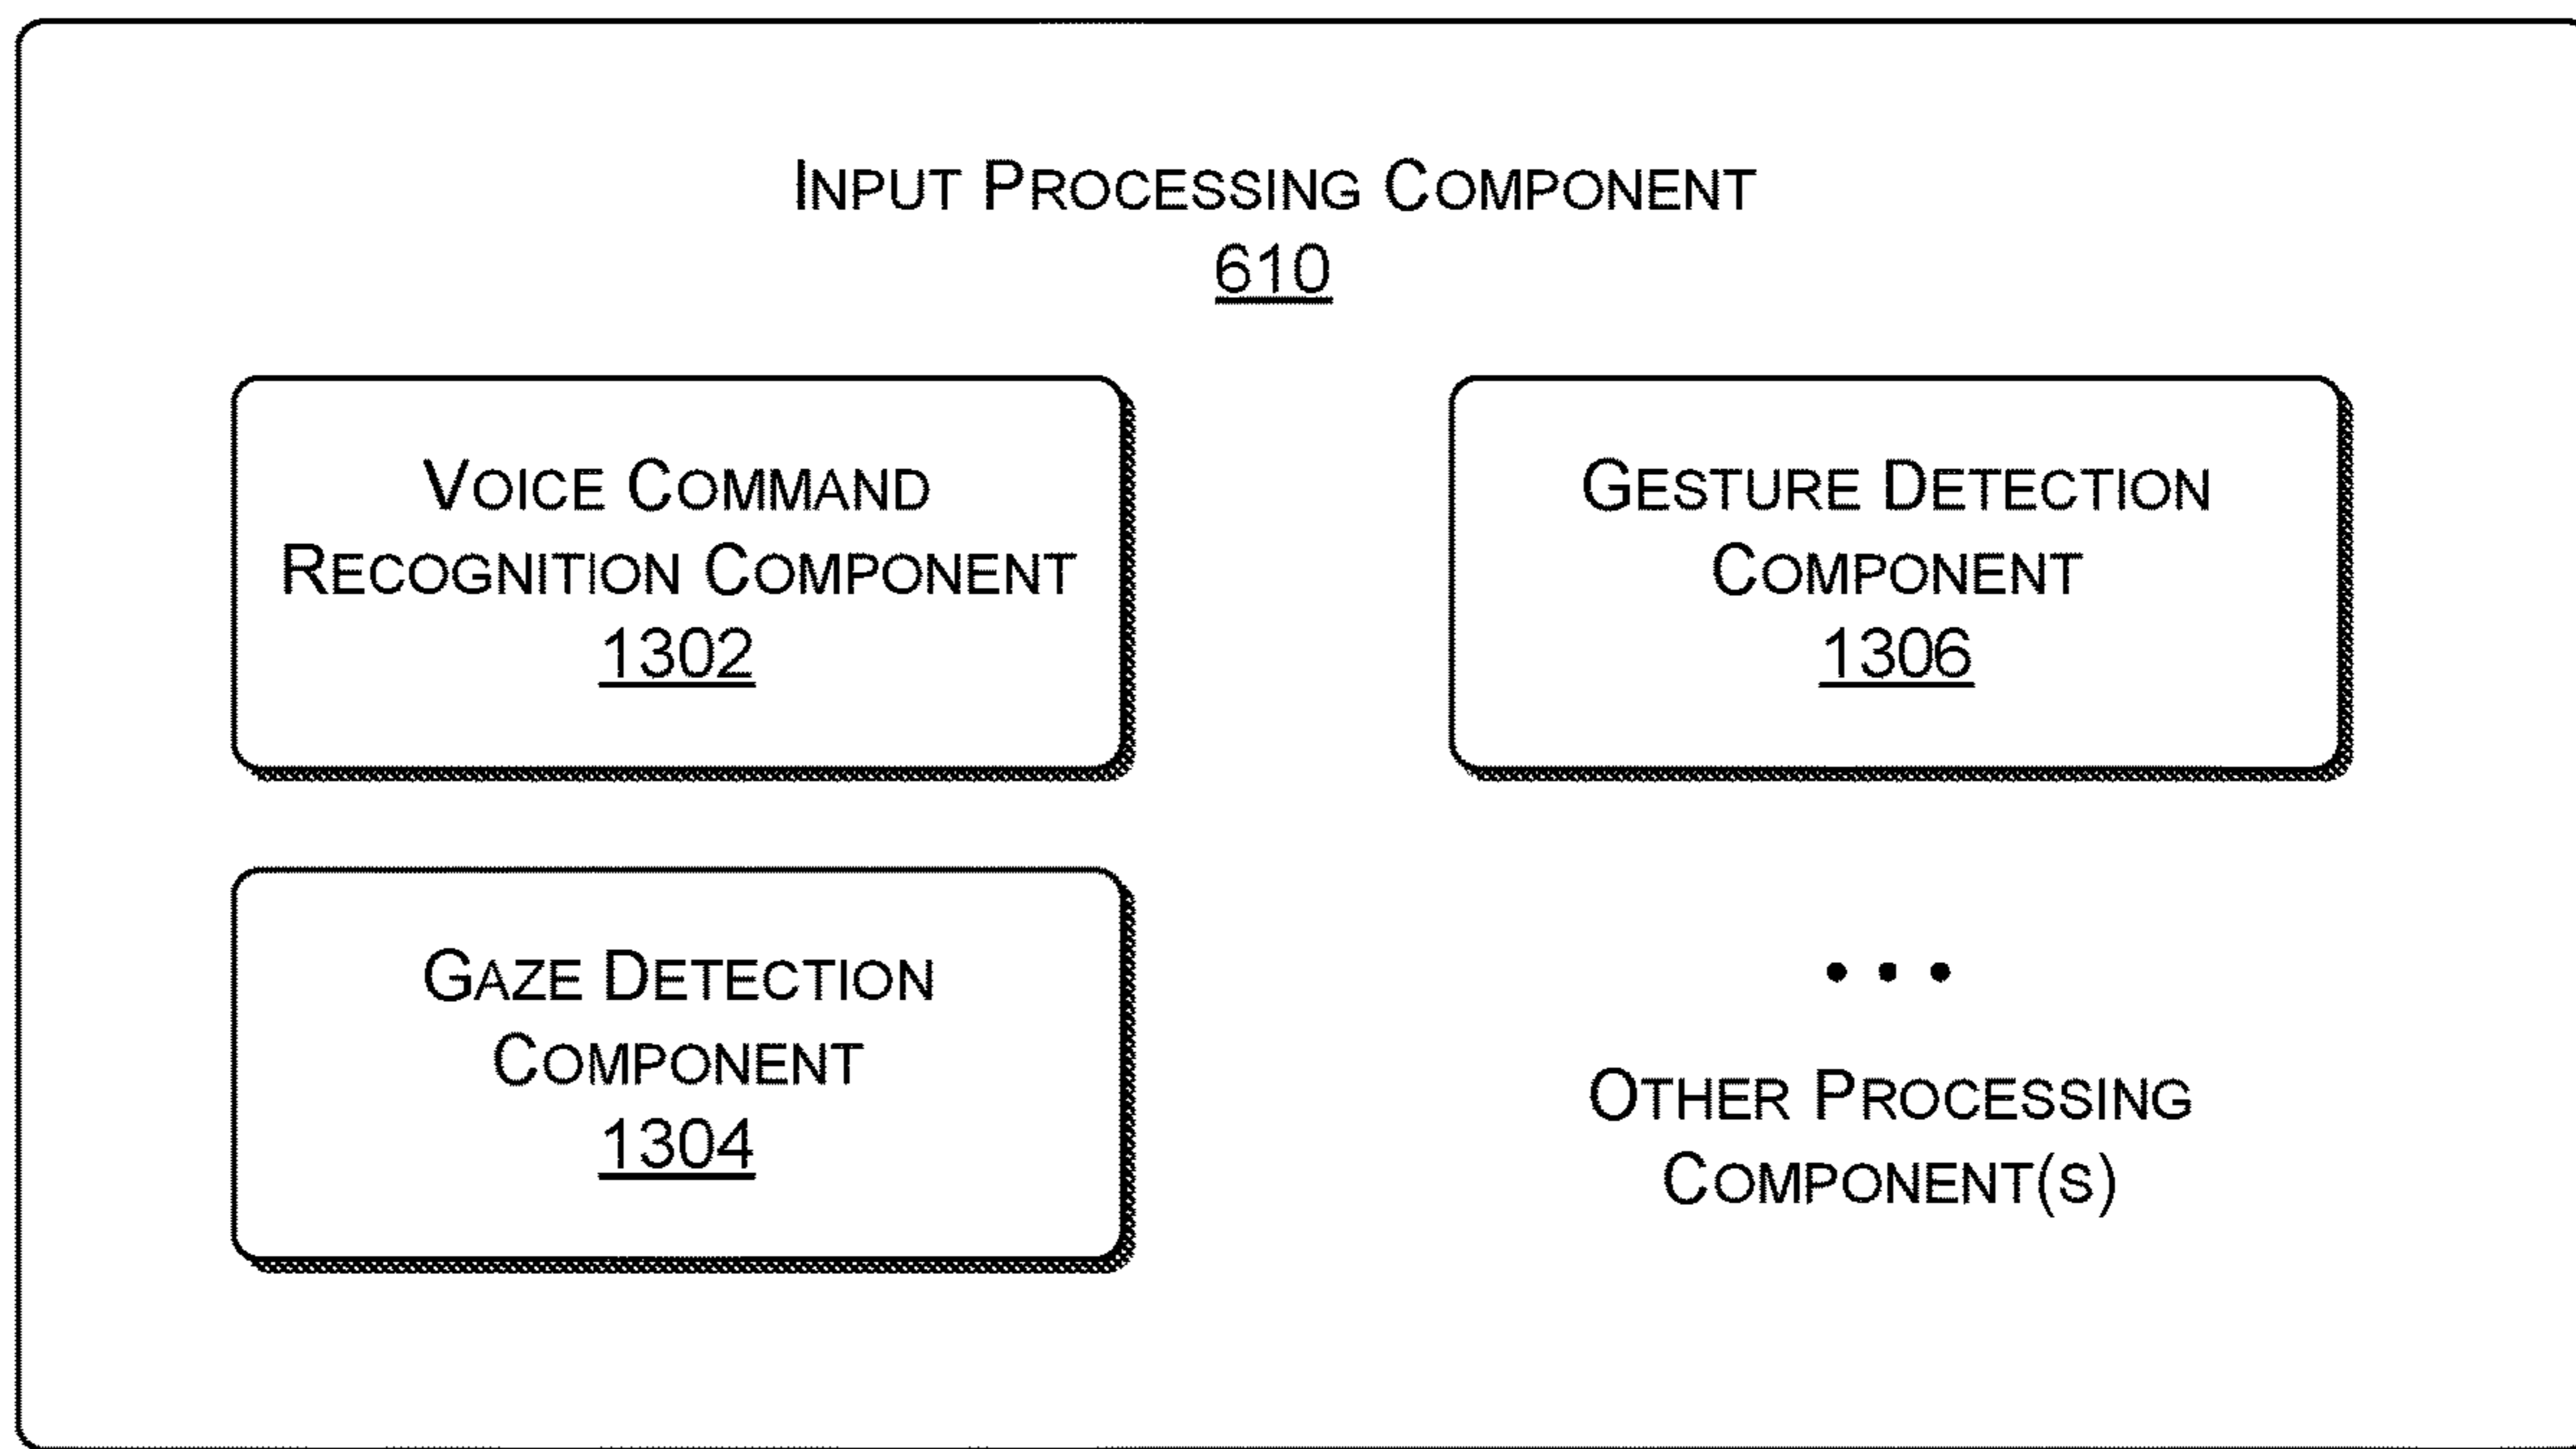 INPUT PROCESSING COMPONENT
610
VOICE COMMAND
RECOGNITION COMPONENT
1302
GESTURE DETECTION
COMPONENT
1306
GAZE DETECTION
COMPONENT
1304
• • •
OTHER PROCESSING
COMPONENT(S)